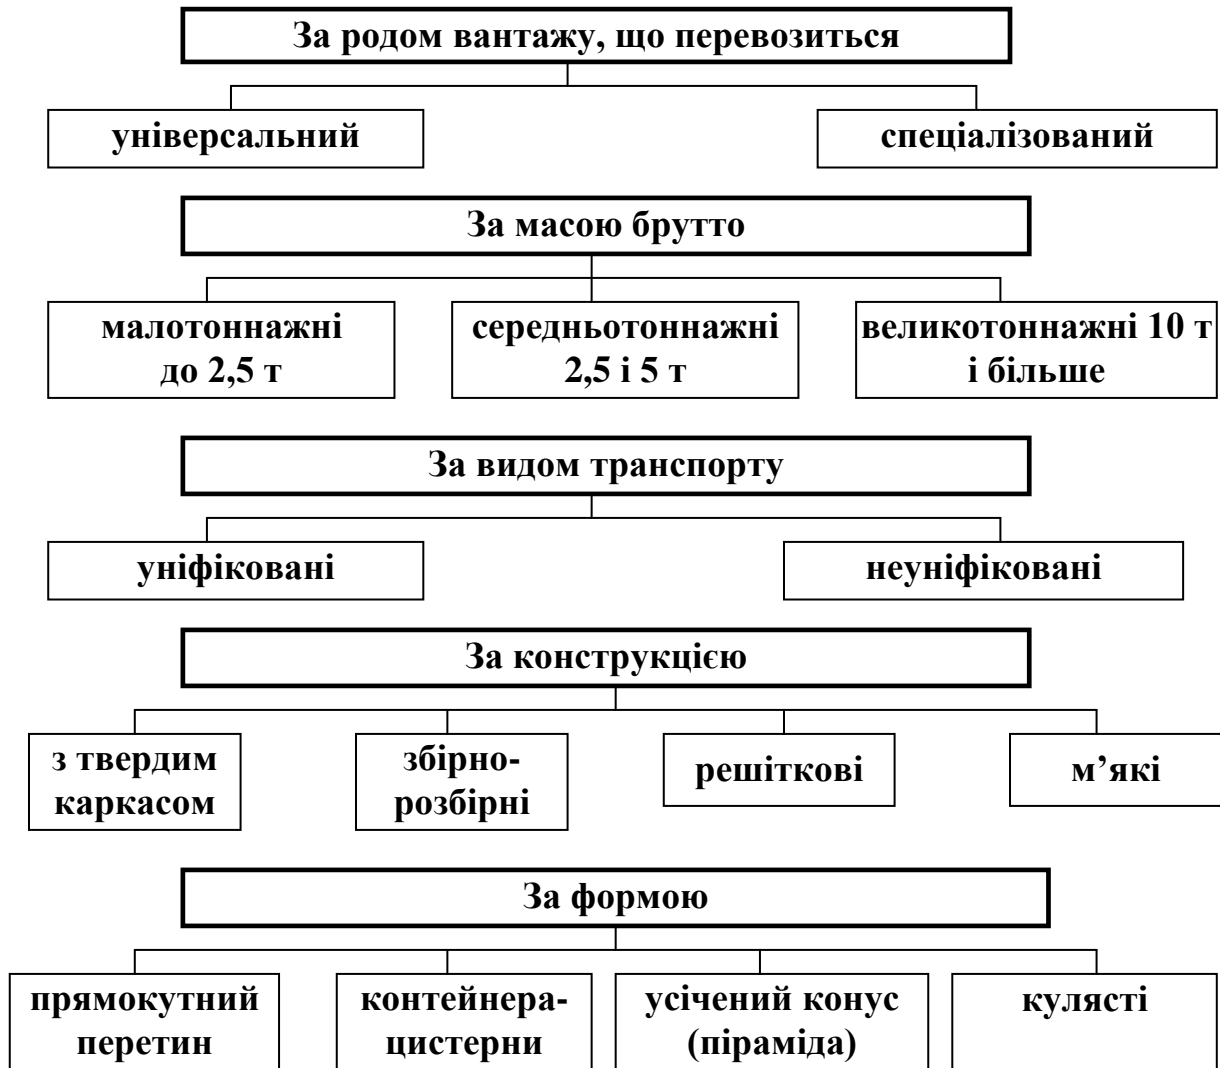 За родом вантажу, що перевозиться
універсальний
спеціалізований
За масою брутто
малотоннажні
до 2,5 т
середньотоннажні
2,5 і 5 т
великотоннажні 10 т
і більше
За видом транспорту
уніфіковані
неуніфіковані
За конструкцією
з твердим
каркасом
збірно-
розбірні
решіткові
м’які
За формою
прямокутний
перетин
контейнера-
цистерни
усічений конус
(піраміда)
кулясті